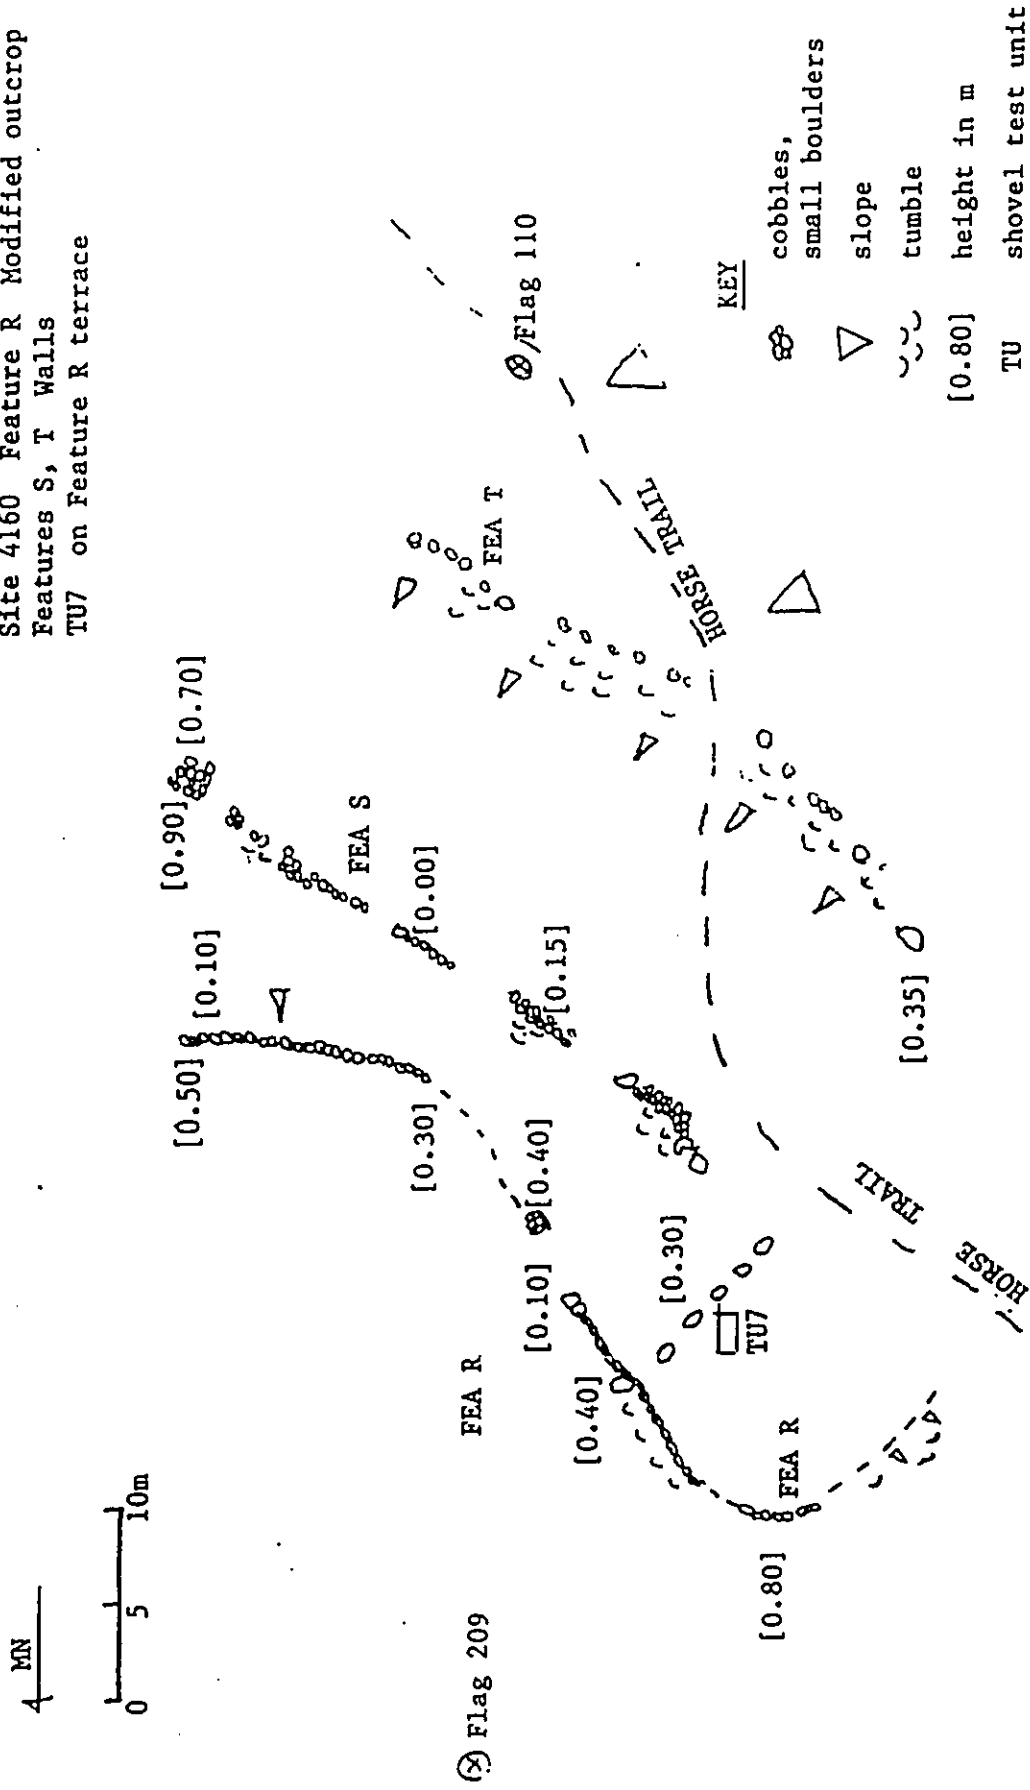 Site 4160 Feature R Modified outcrop
Features S, T Walls
TU7 on Feature R terrace
MN
0 5 10m
Flag 209
[0.50]
[0.10]
[0.90]
[0.70]
FEA S
[0.00]
[0.30]
[0.40]
[0.15]
[0.10]
FEA R
[0.40]
[0.30]
TU7
FEA R
[0.80]
FEA T
Flag 110
HORSE TRAIL
HORSE TRAIL
[0.35]
KEY
cobbles,
small boulders
slope
tumble
[0.80] height in m
TU shovel test unit